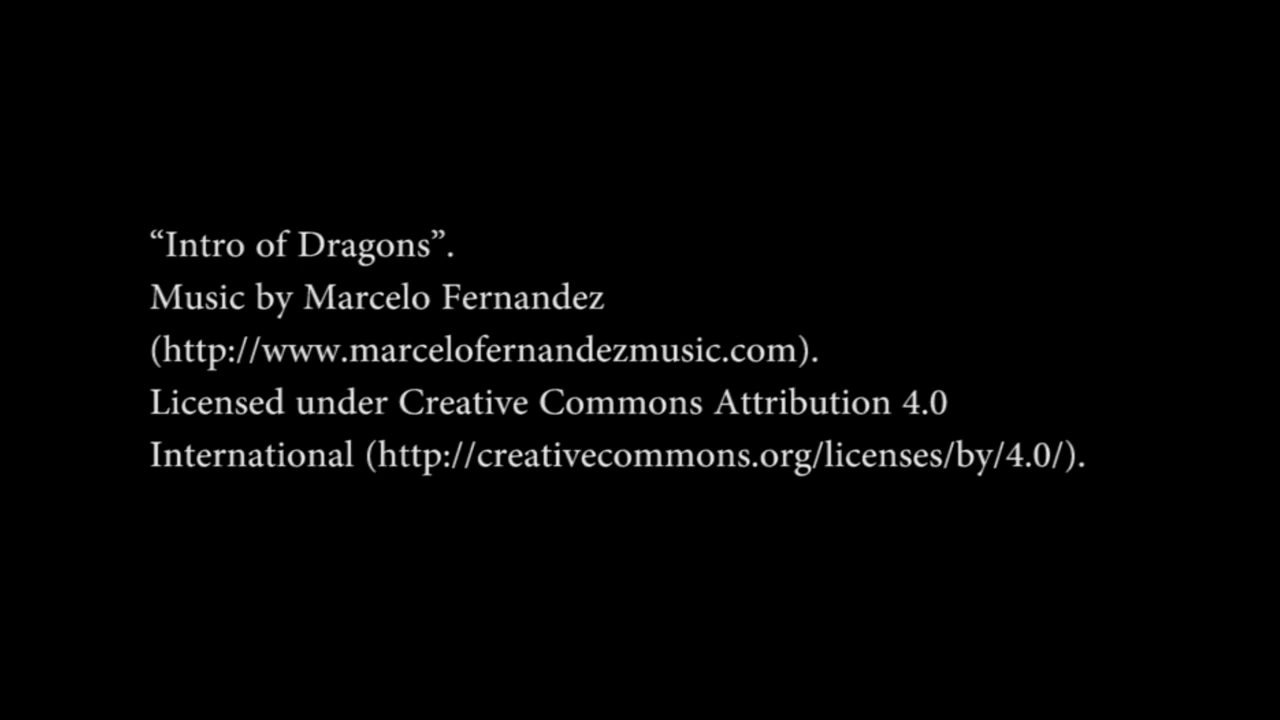 “Intro of Dragons”.
Music by Marcelo Fernandez
(http://www.marcelofernandezmusic.com).
Licensed under Creative Commons Attribution 4.0
International (http://creativecommons.org/licenses/by/4.0/).